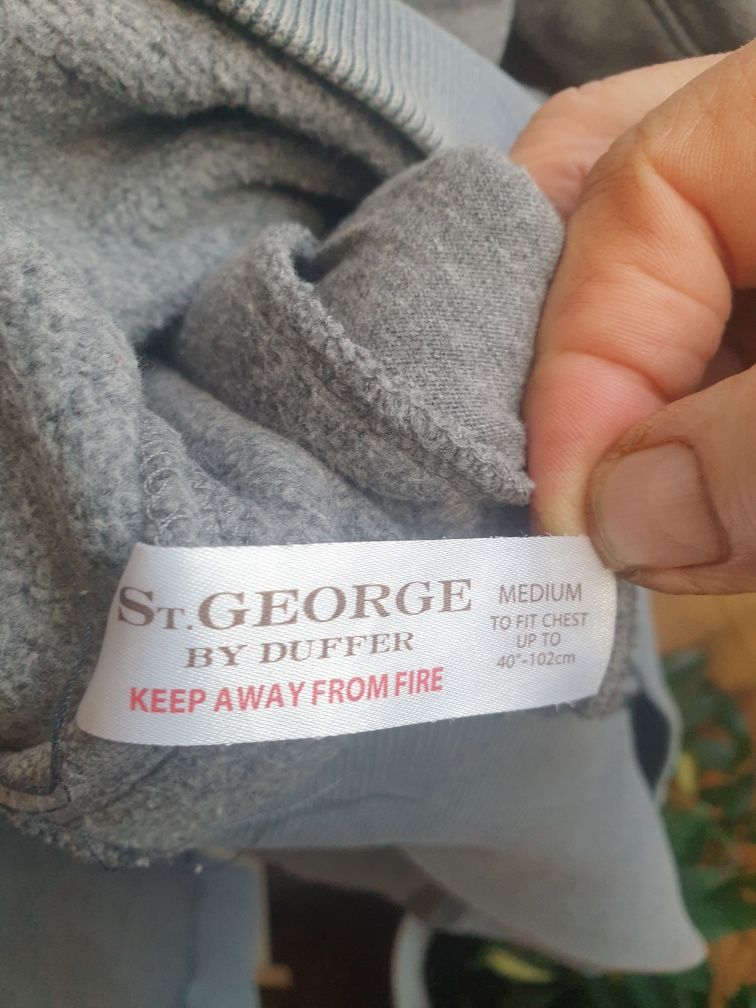 ST.GEORGE
BY DUFFER
KEEP AWAY FROM FIRE
MEDIUM
TO FIT CHEST
UP TO
40"-102cm